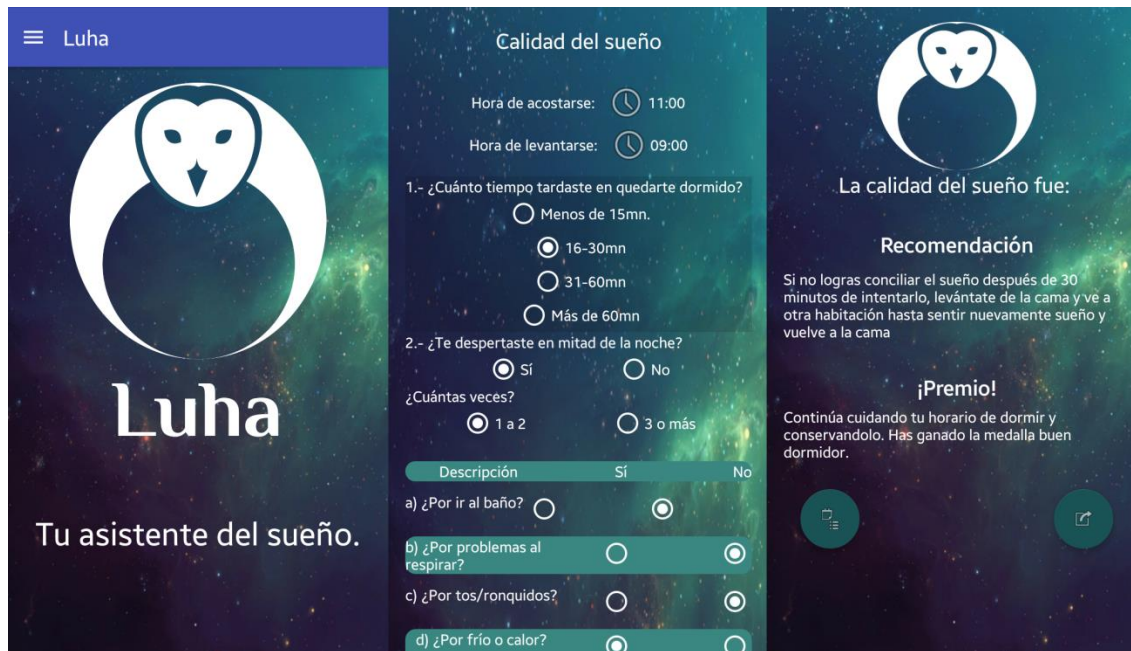 Luha
Luha
Tu asistente del sueño.
Calidad del sueño
Hora de acostarse: 11:00
Hora de levantarse: 09:00
1.- ¿Cuánto tiempo tardaste en quedarte dormido?
Menos de 15mn.
16-30mn
31-60mn
Más de 60mn
2.- ¿Te despertaste en mitad de la noche?
Sí No
¿Cuántas veces?
1 a 2 3 o más
Descripción Sí No
a) ¿Por ir al baño?
b) ¿Por problemas al
respirar?
c) ¿Por tos/ronquidos?
d) ¿Por frío o calor?
La calidad del sueño fue:
Recomendación
Si no logras conciliar el sueño después de 30
minutos de intentarlo, levántate de la cama y ve a
otra habitación hasta sentir nuevamente sueño y
vuelve a la cama
¡Premio!
Continúa cuidando tu horario de dormir y
conservandolo. Has ganado la medalla buen
dormidor.